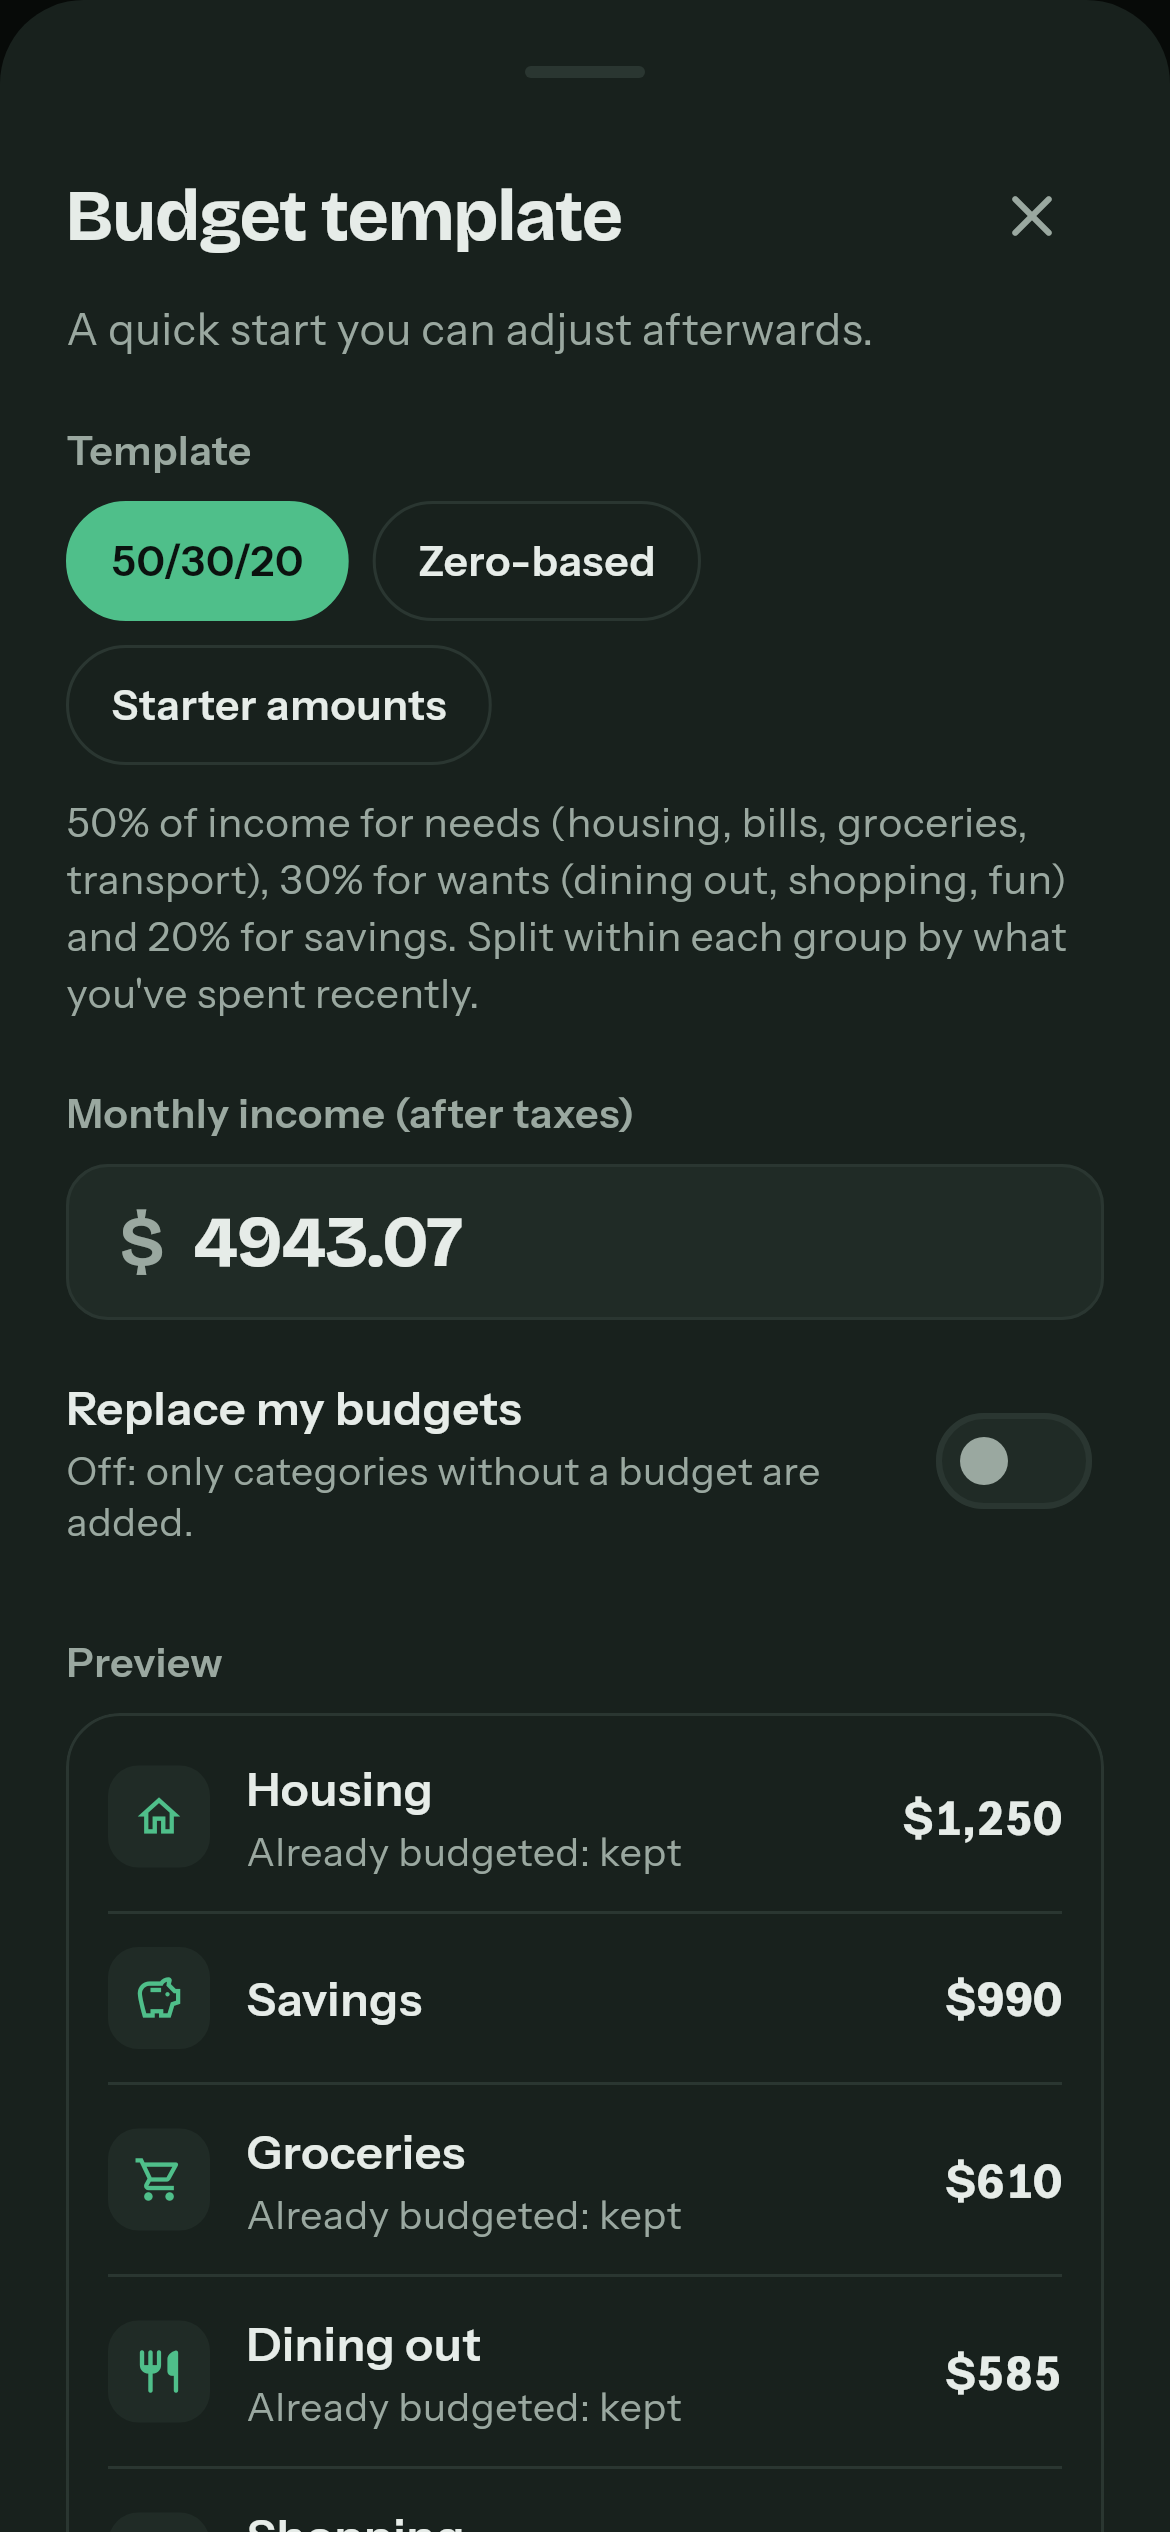 Budget template
A quick start you can adjust afterwards.
Template
50/30/20
Zero-based
Starter amounts
50% of income for needs (housing, bills, groceries,
transport), 30% for wants (dining out, shopping, fun)
and 20% for savings. Split within each group by what
you've spent recently.
Monthly income (after taxes)
$ 4943.07
Replace my budgets
Off: only categories without a budget are
added.
Preview
Housing
$1,250
Already budgeted: kept
Savings
$990
Groceries
$610
Already budgeted: kept
Dining out
$585
Already budgeted: kept
Shopping